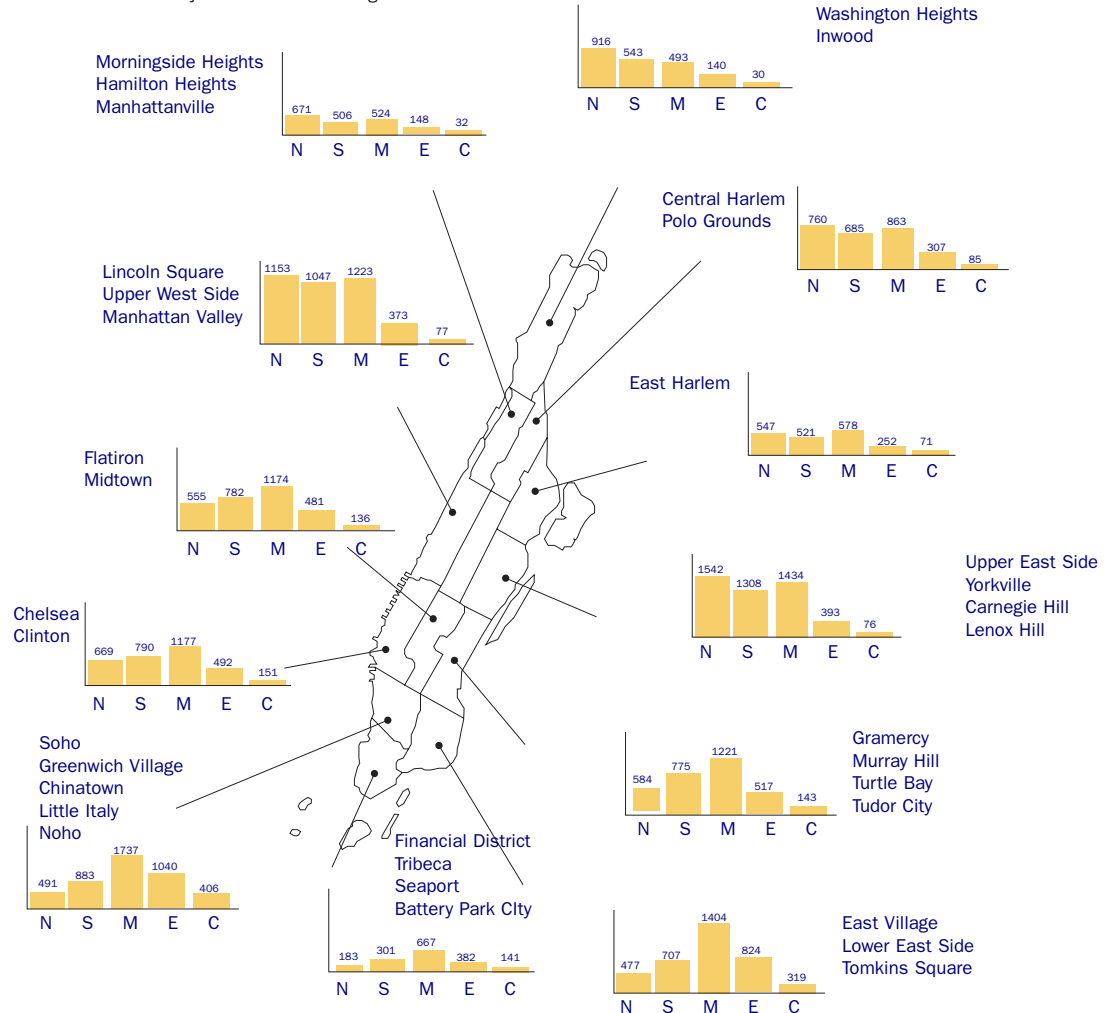 Washington Heights
Inwood
916 543 493 140 30
N S M E C
Morningside Heights
Hamilton Heights
Manhattanville
671 506 524 148 32
N S M E C
Central Harlem
Polo Grounds
760 685 863 307 85
N S M E C
Lincoln Square
Upper West Side
Manhattan Valley
1153 1047 1223 373 77
N S M E C
East Harlem
547 521 578 252 71
N S M E C
Flatiron
Midtown
555 782 1174 481 136
N S M E C
Upper East Side
Yorkville
Carnegie Hill
Lenox Hill
1542 1308 1434 393 76
N S M E C
Chelsea
Clinton
669 790 1177 492 151
N S M E C
Gramercy
Murray Hill
Turtle Bay
Tudor City
584 775 1221 517 143
N S M E C
Soho
Greenwich Village
Chinatown
Little Italy
Noho
491 883 1737 1040 406
N S M E C
Financial District
Tribeca
Seaport
Battery Park CIty
183 301 667 382 141
N S M E C
East Village
Lower East Side
Tomkins Square
477 707 1404 824 319
N S M E C